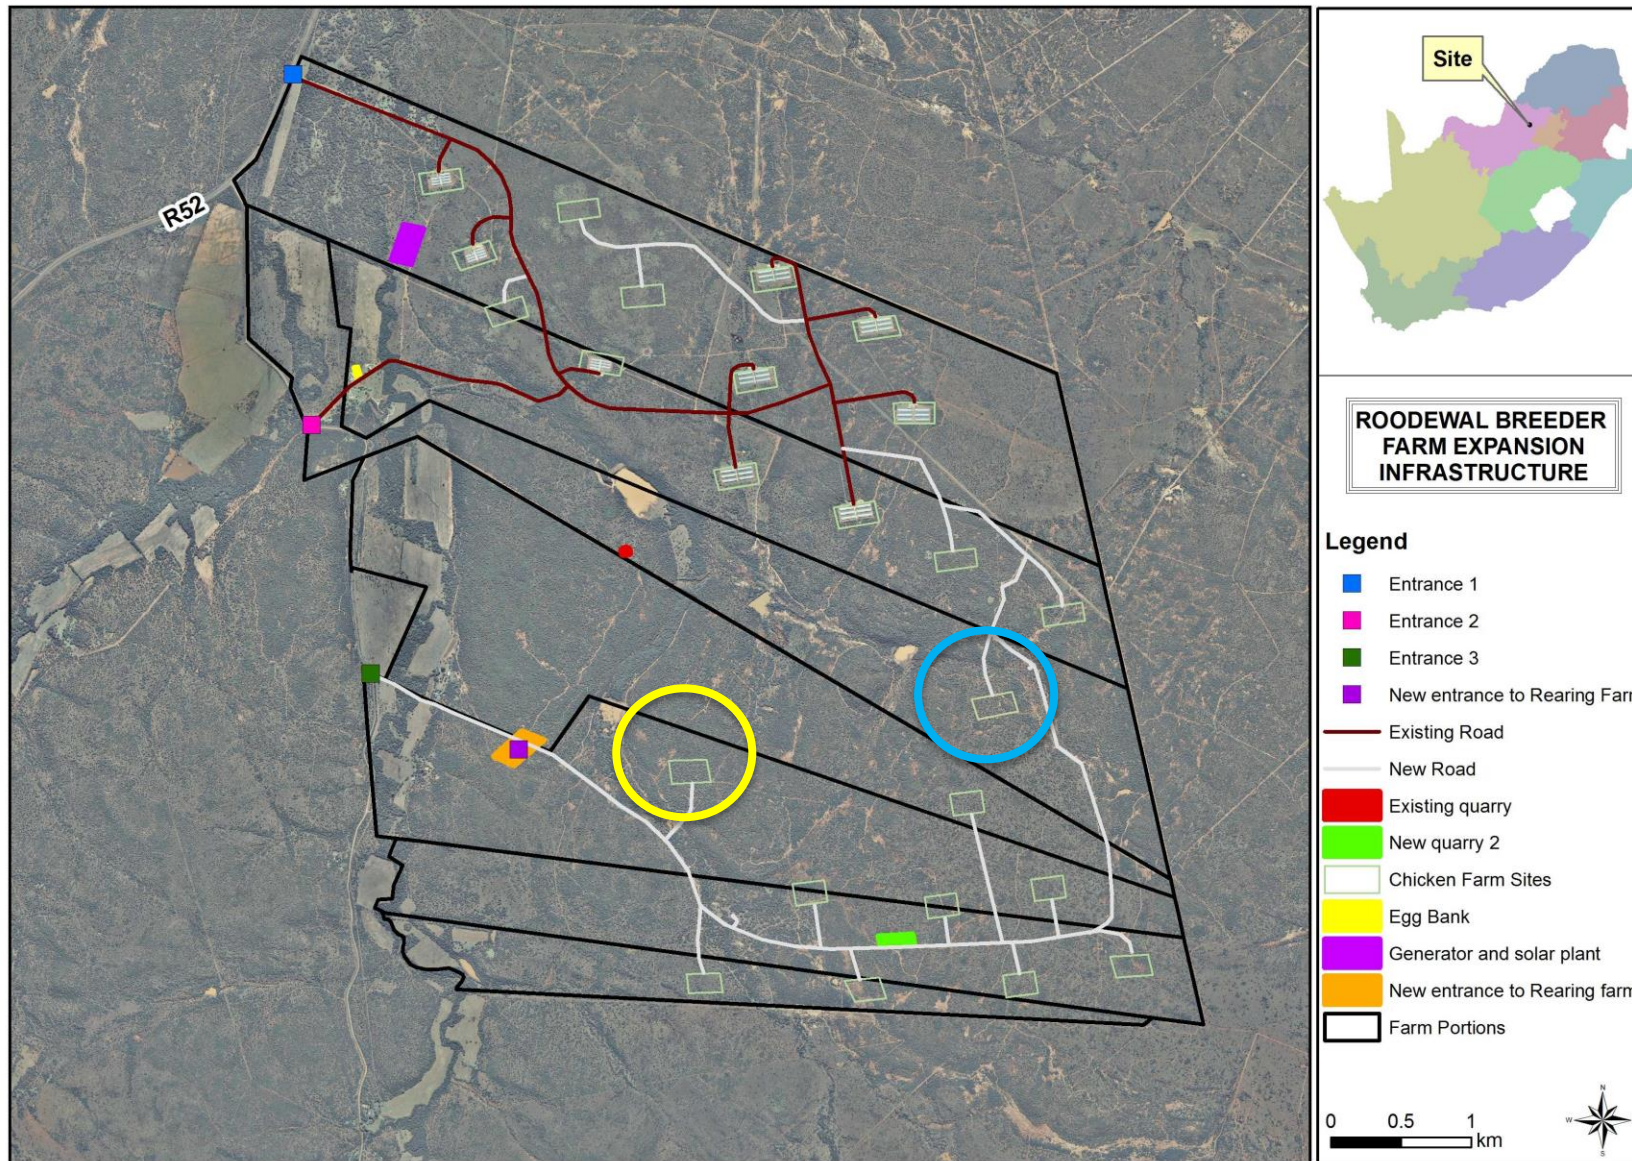 R52
Site
ROODEWAL BREEDER
FARM EXPANSION
INFRASTRUCTURE
Legend
Entrance 1
Entrance 2
Entrance 3
New entrance to Rearing Farm
Existing Road
New Road
Existing quarry
New quarry 2
Chicken Farm Sites
Egg Bank
Generator and solar plant
New entrance to Rearing farm
Farm Portions
0 0.5 1
km
N
W
S